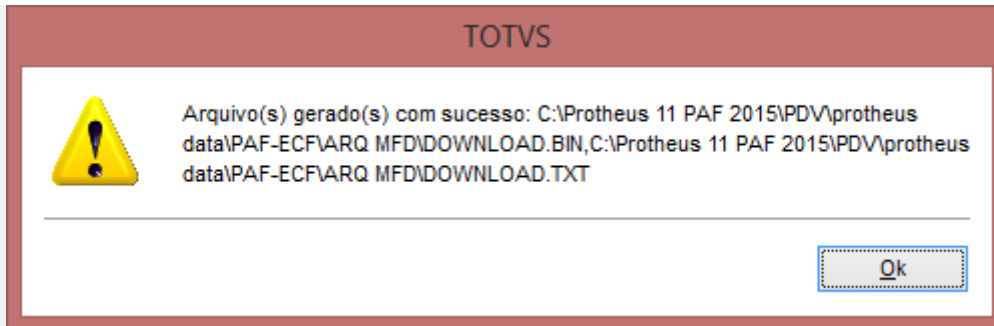 TOTVS
Arquivo(s) gerado(s) com sucesso: C:\Protheus 11 PAF 2015\PDV\protheus
data\PAF-ECF\ARQ MFD\DOWNLOAD.BIN,C:\Protheus 11 PAF 2015\PDV\protheus
data\PAF-ECF\ARQ MFD\DOWNLOAD.TXT
Ok